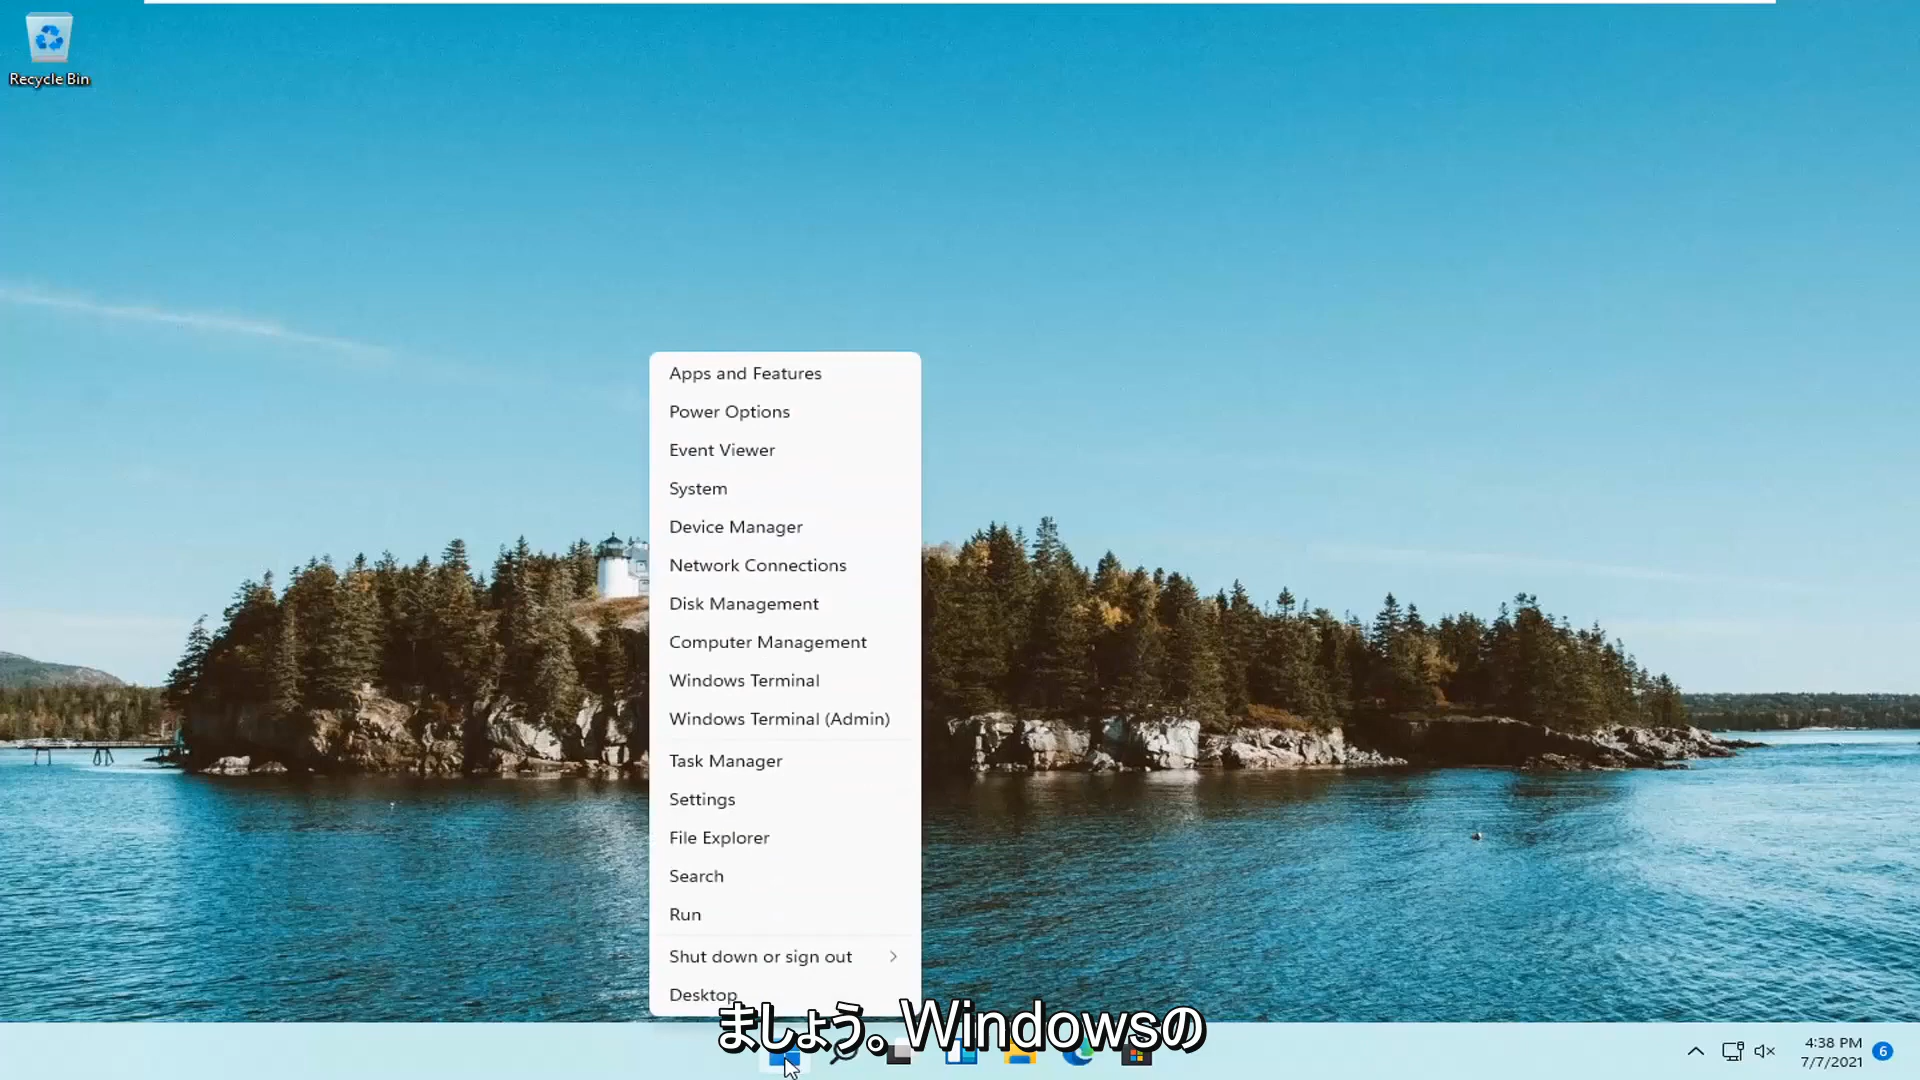 Recycle Bin
Apps and Features
Power Options
Event Viewer
System
Device Manager
Network Connections
Disk Management
Computer Management
Windows Terminal
Windows Terminal (Admin)
Task Manager
Settings
File Explorer
Search
Run
Shut down or sign out
Desktop
ましょう。Windowsの
4:38 PM
7/7/2021
6